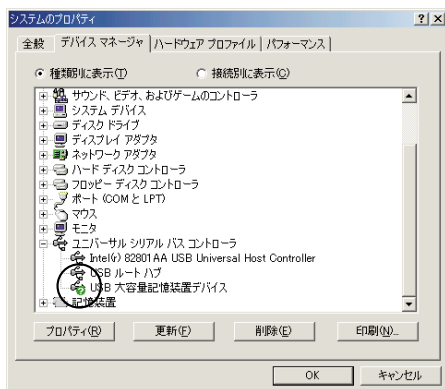 システムのプロパティ
全般 デバイス マネージャ ハードウェア プロファイル パフォーマンス
種類別に表示(T) 接続別に表示(C)
サウンド、ビデオ、およびゲームのコントローラ
システム デバイス
ディスク ドライブ
ディスプレイ アダプタ
ネットワーク アダプタ
ハード ディスク コントローラ
フロッピー ディスク コントローラ
ポート (COM と LPT)
マウス
モニタ
ユニバーサル シリアル バス コントローラ
Intel(r) 82801AA USB Universal Host Controller
USB ルート ハブ
USB 大容量記憶装置デバイス
記憶装置
プロパティ(R) 更新(F) 削除(E) 印刷(N)...
OK キャンセル